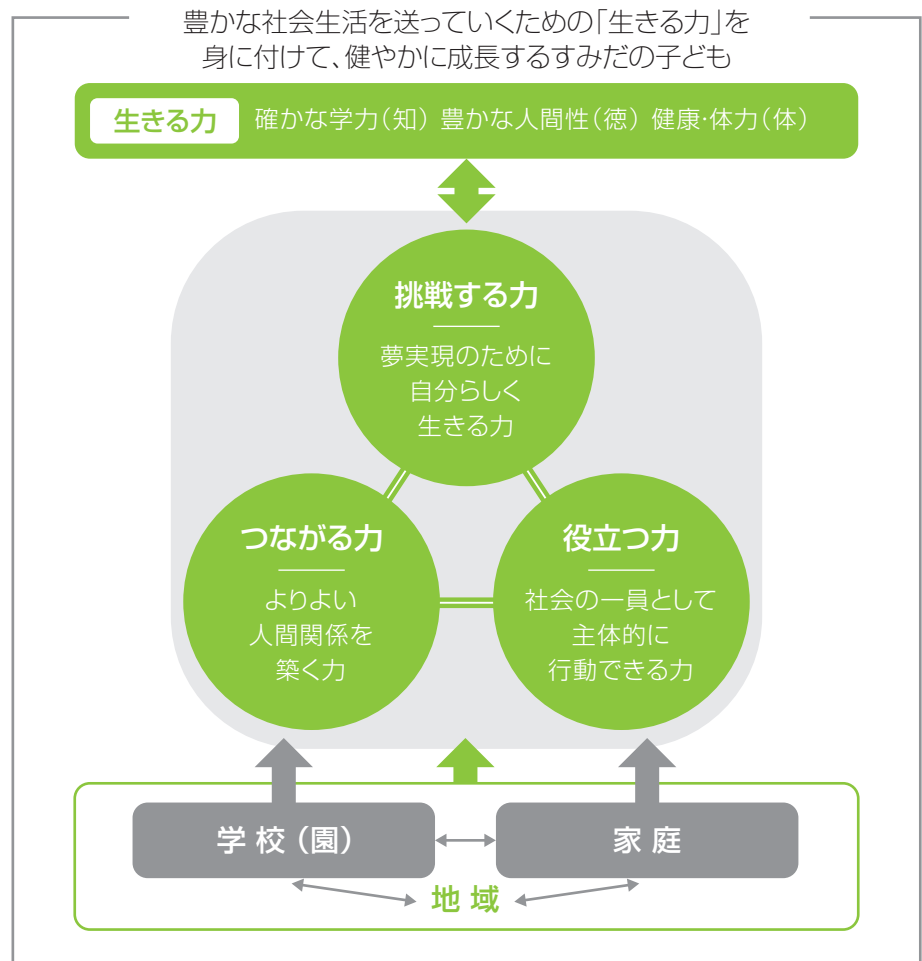 豊かな社会生活を送っていくための「生きる力」を
身に付けて、健やかに成長するすみだの子ども
生きる力 確かな学力（知） 豊かな人間性（徳） 健康･体力（体）
挑戦する力
夢実現のために
自分らしく
生きる力
つながる力
よりよい
人間関係を
築く力
役立つ力
社会の一員として
主体的に
行動できる力
学 校（園）
家 庭
地 域